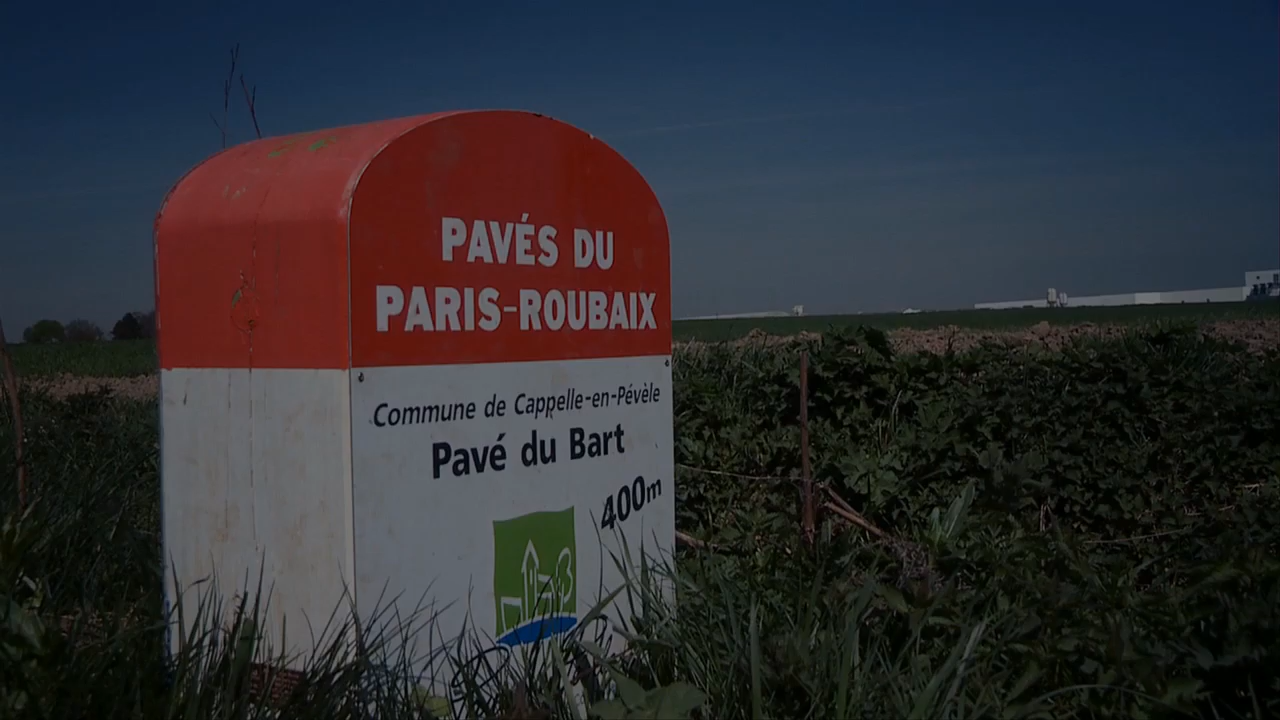 PAVÉS DU
PARIS-ROUBAIX
Commune de Cappelle-en-Pévèle
Pavé du Bart
400m